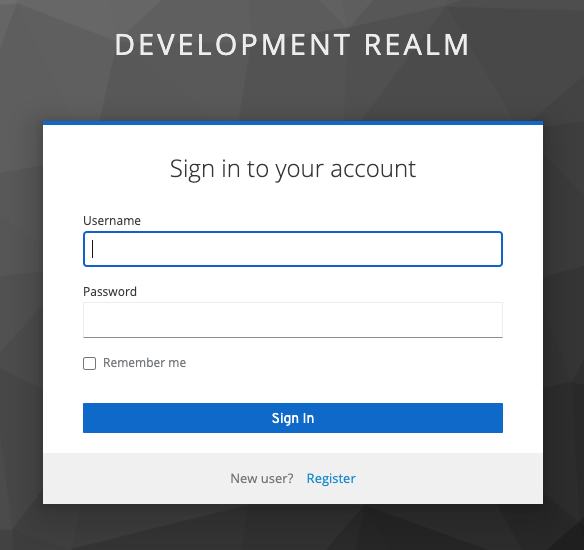 DEVELOPMENT REALM
Sign in to your account
Username
Password
Remember me
Sign In
New user? Register